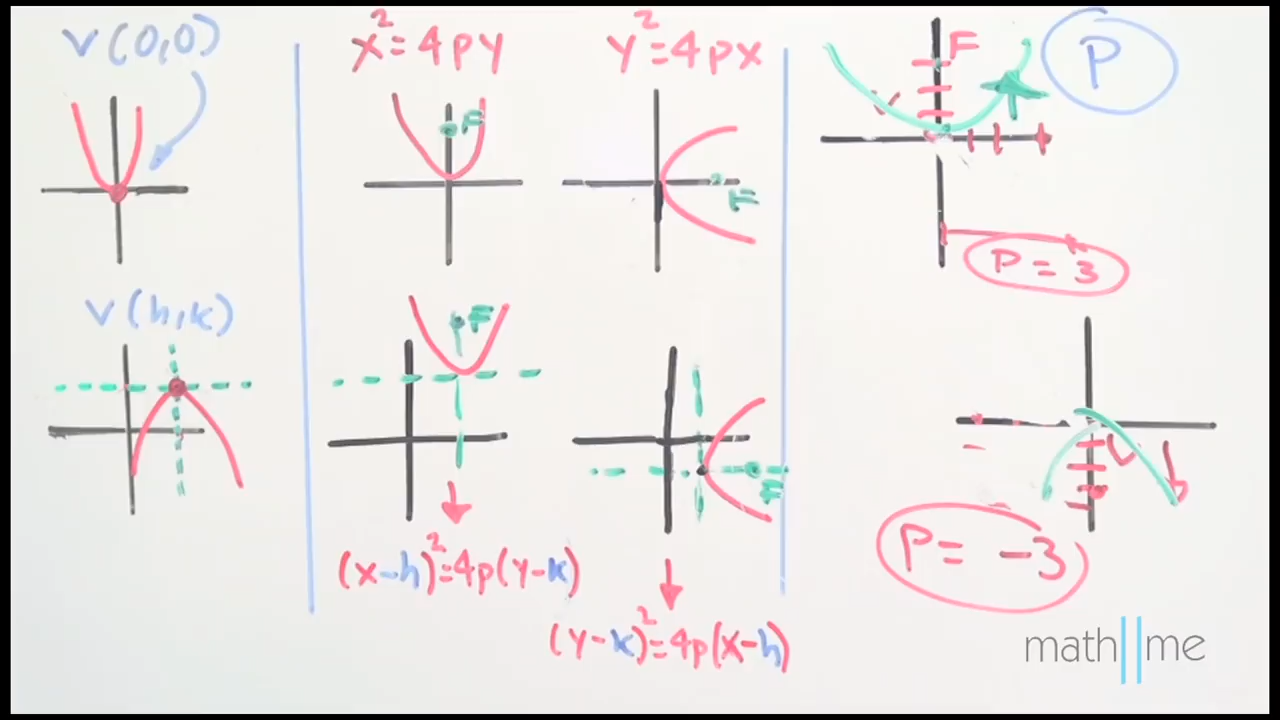 V(0,0)
x²=4py
y²=4px
F
F
F
V
P
P=3
V(h,k)
F
F
V
(x-h)²=4p(y-k)
(y-k)²=4p(x-h)
P=-3
math||me